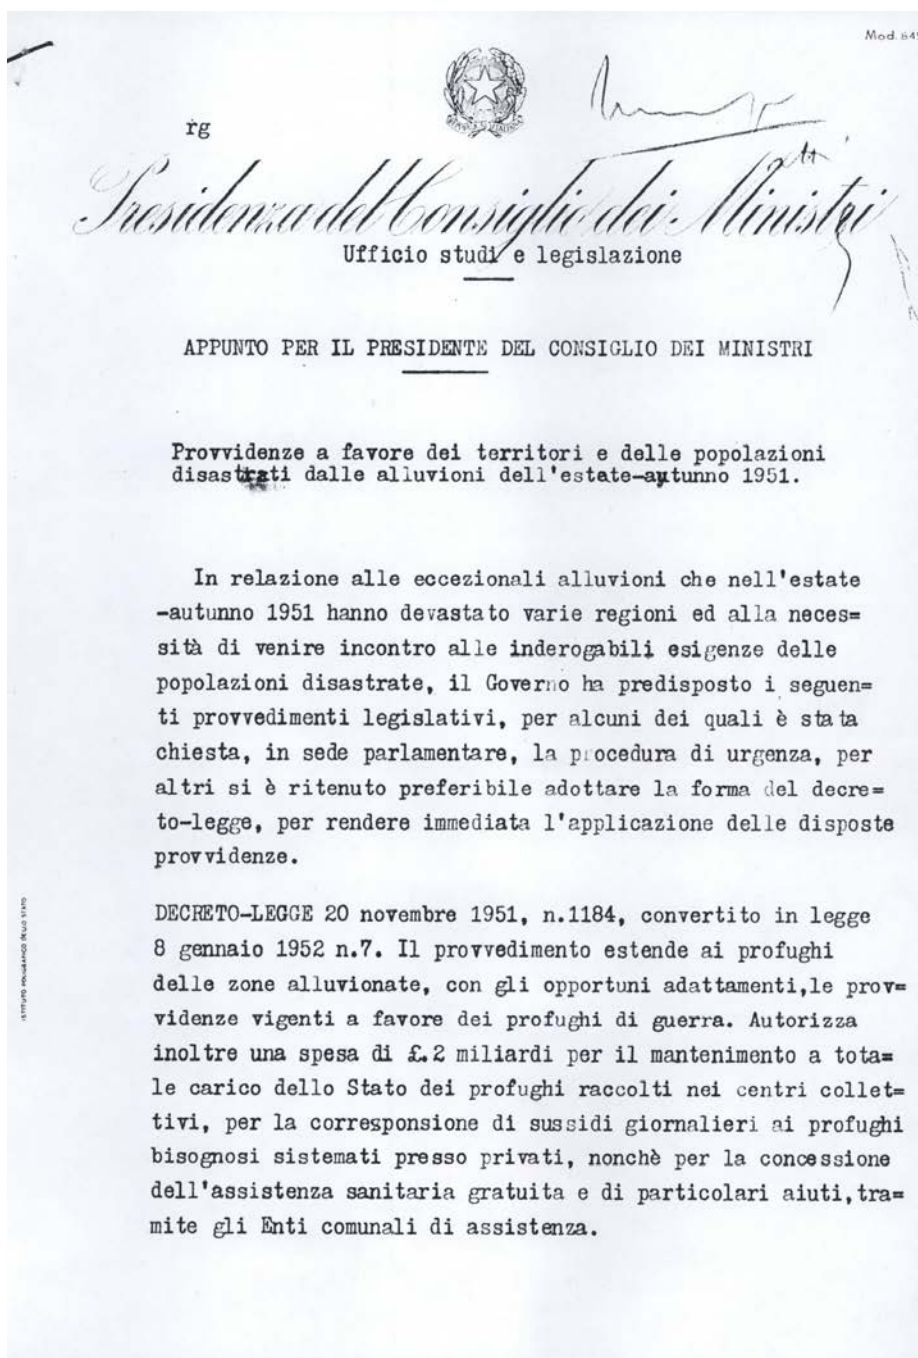 Mod. 849
rg
Presidenza del Consiglio dei Ministri
Ufficio studi e legislazione
APPUNTO PER IL PRESIDENTE DEL CONSIGLIO DEI MINISTRI
Provvidenze a favore dei territori e delle popolazioni
disastrati dalle alluvioni dell'estate-autunno 1951.
In relazione alle eccezionali alluvioni che nell'estate
-autunno 1951 hanno devastato varie regioni ed alla neces=
sità di venire incontro alle inderogabili esigenze delle
popolazioni disastrate, il Governo ha predisposto i seguen=
ti provvedimenti legislativi, per alcuni dei quali è stata
chiesta, in sede parlamentare, la procedura di urgenza, per
altri si è ritenuto preferibile adottare la forma del decre=
to-legge, per rendere immediata l'applicazione delle disposte
provvidenze.
DECRETO-LEGGE 20 novembre 1951, n.1184, convertito in legge
8 gennaio 1952 n.7. Il provvedimento estende ai profughi
delle zone alluvionate, con gli opportuni adattamenti,le prov=
videnze vigenti a favore dei profughi di guerra. Autorizza
inoltre una spesa di £.2 miliardi per il mantenimento a tota=
le carico dello Stato dei profughi raccolti nei centri collet=
tivi, per la corresponsione di sussidi giornalieri ai profughi
bisognosi sistemati presso privati, nonchè per la concessione
dell'assistenza sanitaria gratuita e di particolari aiuti,tra=
mite gli Enti comunali di assistenza.
ISTITUTO POLIGRAFICO DELLO STATO